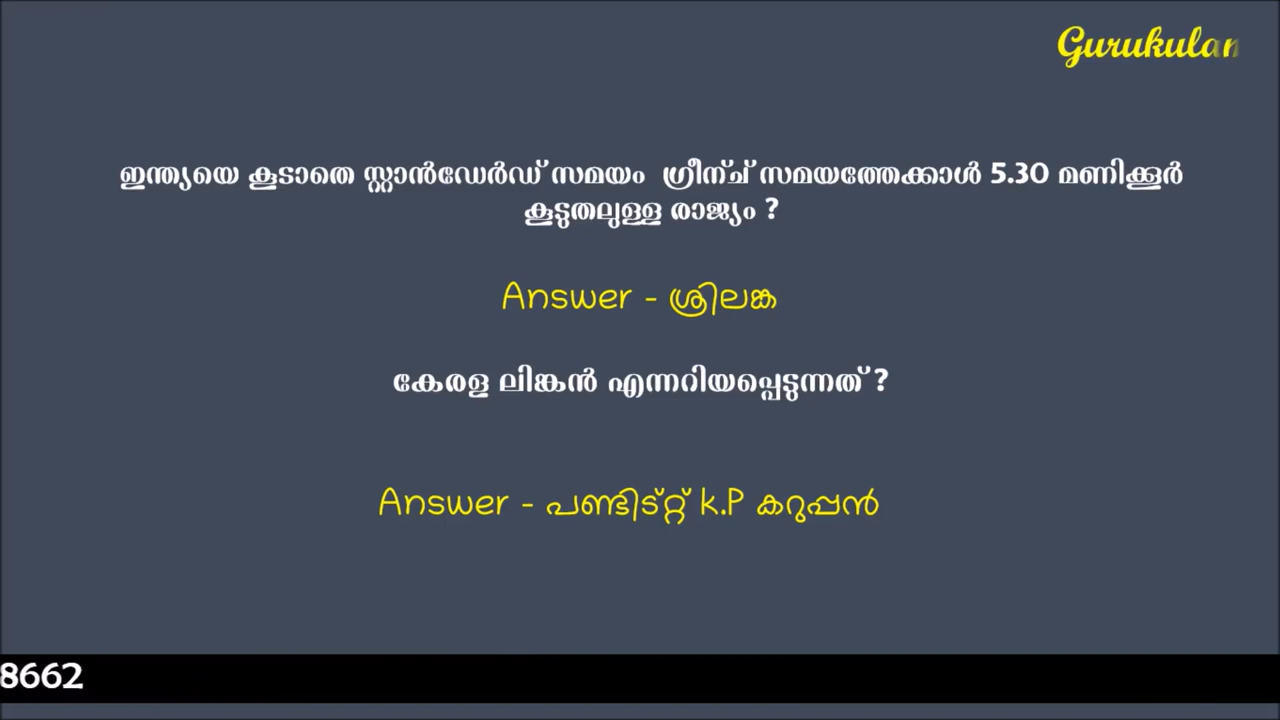 Gurukulam
ഇന്ത്യയെ കൂടാതെ സ്റ്റാൻഡേർഡ് സമയം ഗ്രീന്ച് സമയത്തേക്കാൾ 5.30 മണിക്കൂർ
കൂടുതലുള്ള രാജ്യം ?
Answer - ശ്രീലങ്ക
കേരള ലിങ്കൻ എന്നറിയപ്പെടുന്നത് ?
Answer - പണ്ടിട്റ്റ് k.P കറുപ്പൻ
8662